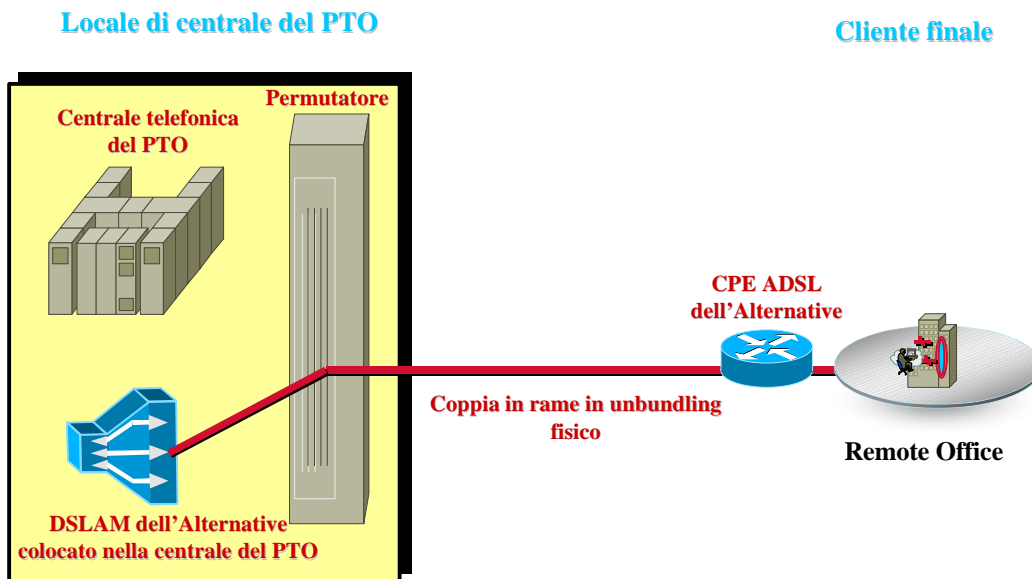 Locale di centrale del PTO
Cliente finale
Permutatore
Centrale telefonica
del PTO
CPE ADSL
dell’Alternative
Coppia in rame in unbundling
fisico
Remote Office
DSLAM dell’Alternative
colocato nella centrale del PTO